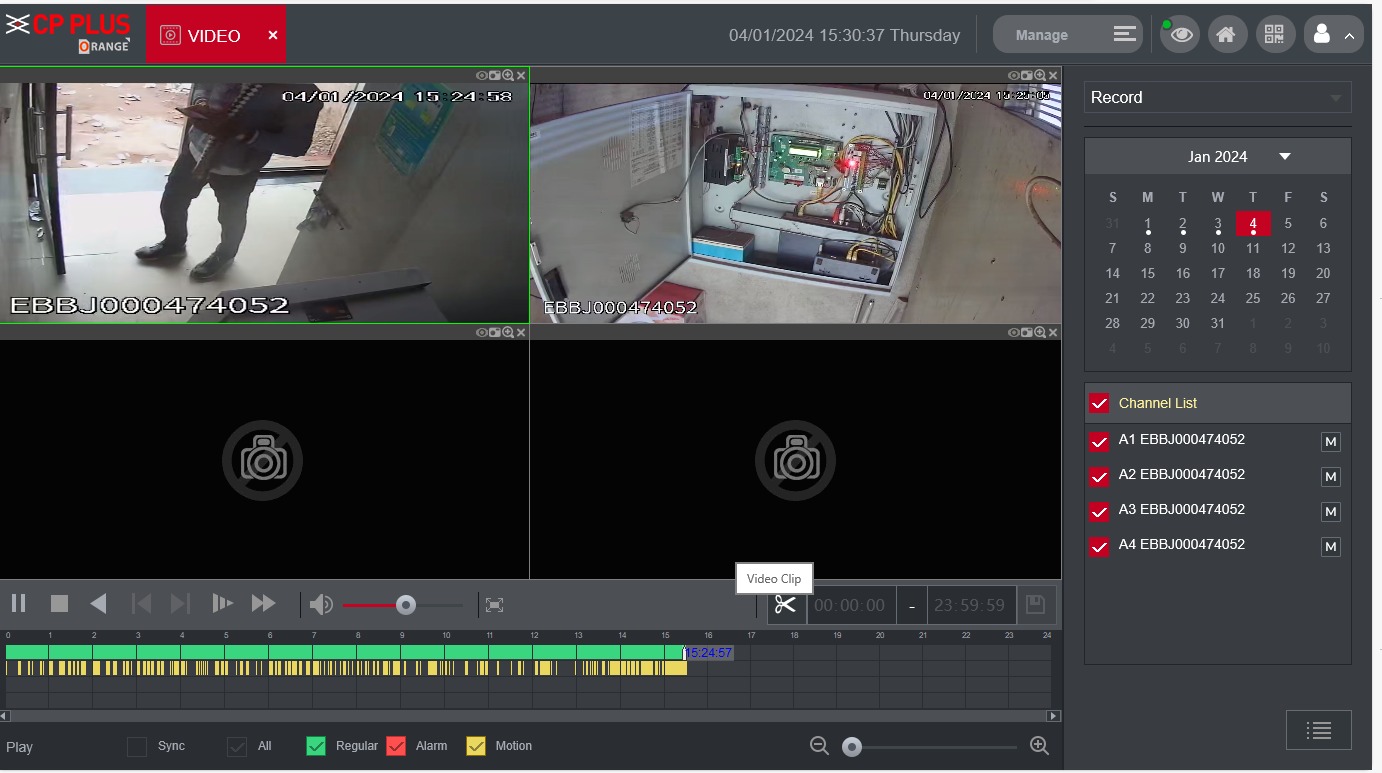 CP PLUS
ORANGE
VIDEO
04/01/2024 15:30:37 Thursday
Manage
04/01/2024 15:24:58
EBBJ000474052
04/01/2024 15:25:05
EBBJ000474052
Record
Jan 2024
S M T W T F S
31 1 2 3 4 5 6
7 8 9 10 11 12 13
14 15 16 17 18 19 20
21 22 23 24 25 26 27
28 29 30 31 1 2 3
4 5 6 7 8 9 10
Channel List
A1 EBBJ000474052 M
A2 EBBJ000474052 M
A3 EBBJ000474052 M
A4 EBBJ000474052 M
Video Clip
00:00:00 - 23:59:59
0 1 2 3 4 5 6 7 8 9 10 11 12 13 14 15 16 17 18 19 20 21 22 23 24
15:24:57
Play Sync All Regular Alarm Motion